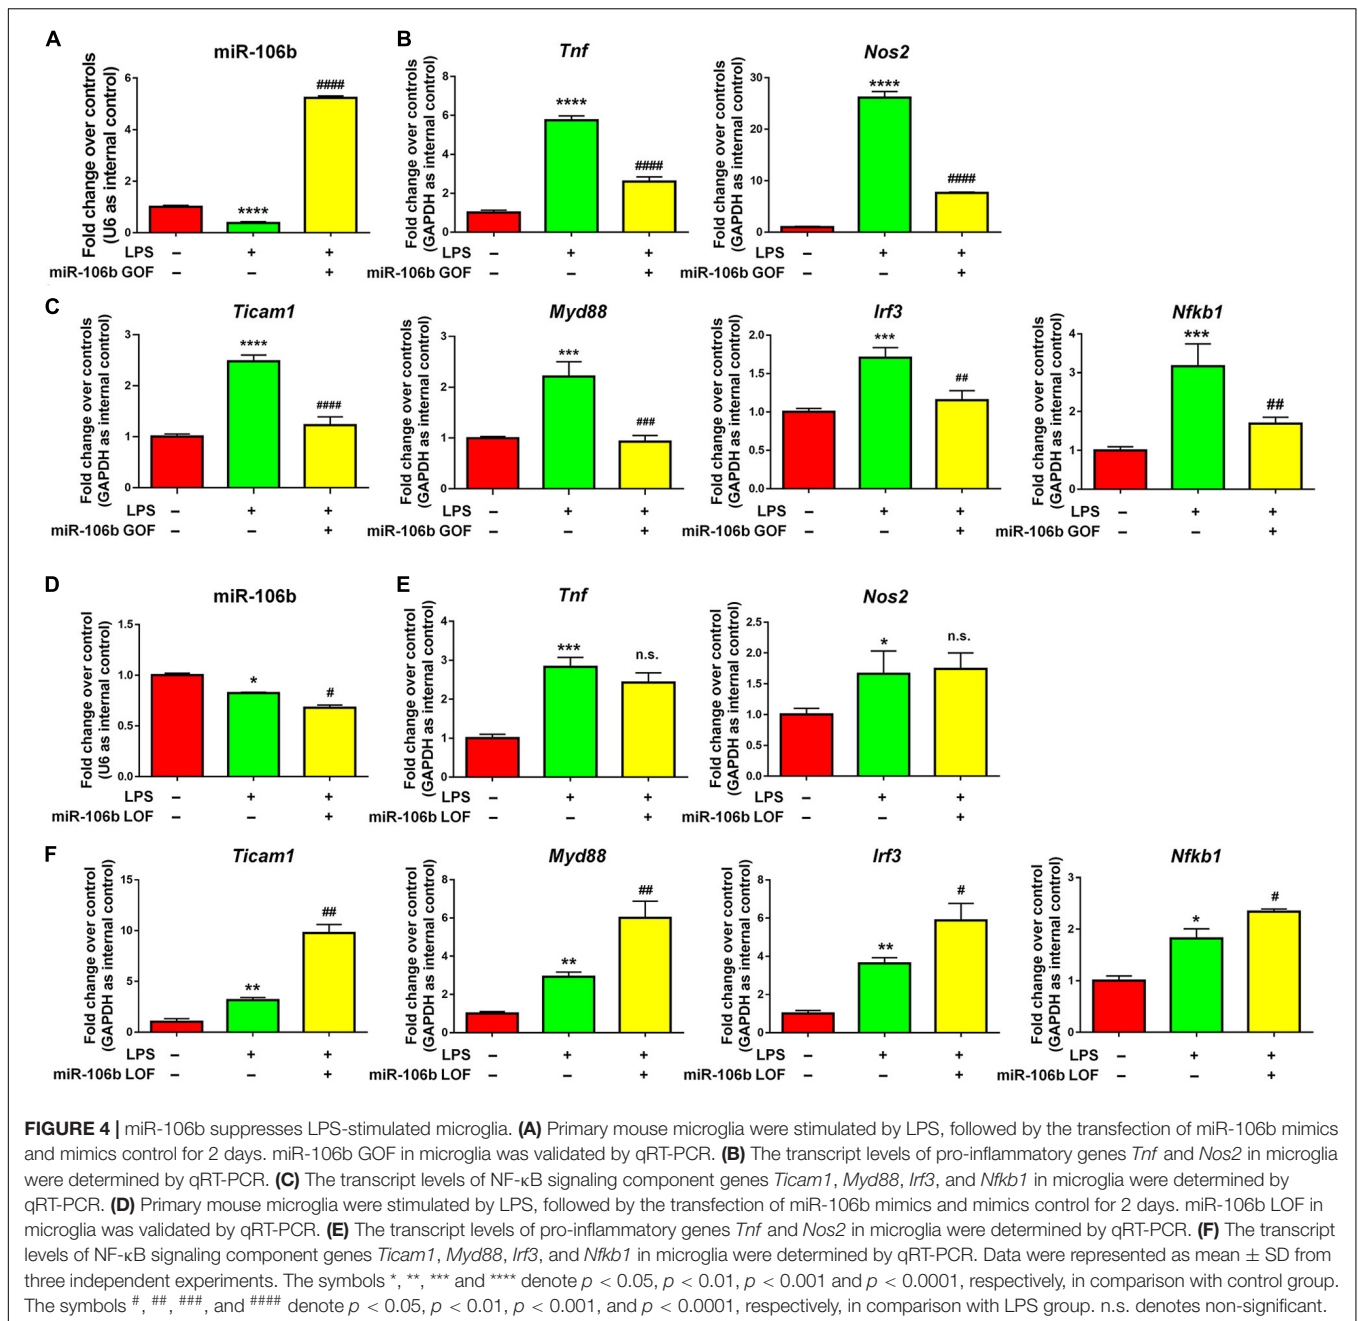 A
miR-106b
Fold change over controls
(U6 as internal control)
6
4
2
0
####
****
LPS – + +
miR-106b GOF – – +
B
Tnf
Fold change over controls
(GAPDH as internal control)
8
6
4
2
0
****
####
LPS – + +
miR-106b GOF – – +
Nos2
Fold change over controls
(GAPDH as internal control)
30
20
10
0
****
####
LPS – + +
miR-106b GOF – – +
C
Ticam1
Fold change over controls
(GAPDH as internal control)
3
2
1
0
****
####
LPS – + +
miR-106b GOF – – +
Myd88
Fold change over controls
(GAPDH as internal control)
3
2
1
0
***
###
LPS – + +
miR-106b GOF – – +
Irf3
Fold change over controls
(GAPDH as internal control)
2.0
1.5
1.0
0.5
0.0
***
##
LPS – + +
miR-106b GOF – – +
Nfkb1
Fold change over controls
(GAPDH as internal control)
4
3
2
1
0
***
##
LPS – + +
miR-106b GOF – – +
D
miR-106b
Fold change over control
(U6 as internal control)
1.5
1.0
0.5
0.0
*
#
LPS – + +
miR-106b LOF – – +
E
Tnf
Fold change over control
(GAPDH as internal control)
4
3
2
1
0
***
n.s.
LPS – + +
miR-106b LOF – – +
Nos2
Fold change over control
(GAPDH as internal control)
2.5
2.0
1.5
1.0
0.5
0.0
*
n.s.
LPS – + +
miR-106b LOF – – +
F
Ticam1
Fold change over control
(GAPDH as internal control)
15
10
5
0
**
##
LPS – + +
miR-106b LOF – – +
Myd88
Fold change over control
(GAPDH as internal control)
8
6
4
2
0
**
##
LPS – + +
miR-106b LOF – – +
Irf3
Fold change over control
(GAPDH as internal control)
8
6
4
2
0
**
#
LPS – + +
miR-106b LOF – – +
Nfkb1
Fold change over control
(GAPDH as internal control)
3
2
1
0
*
#
LPS – + +
miR-106b LOF – – +
FIGURE 4 | miR-106b suppresses LPS-stimulated microglia. (A) Primary mouse microglia were stimulated by LPS, followed by the transfection of miR-106b mimics
and mimics control for 2 days. miR-106b GOF in microglia was validated by qRT-PCR. (B) The transcript levels of pro-inflammatory genes Tnf and Nos2 in microglia
were determined by qRT-PCR. (C) The transcript levels of NF-κB signaling component genes Ticam1, Myd88, Irf3, and Nfkb1 in microglia were determined by
qRT-PCR. (D) Primary mouse microglia were stimulated by LPS, followed by the transfection of miR-106b mimics and mimics control for 2 days. miR-106b LOF in
microglia was validated by qRT-PCR. (E) The transcript levels of pro-inflammatory genes Tnf and Nos2 in microglia were determined by qRT-PCR. (F) The transcript
levels of NF-κB signaling component genes Ticam1, Myd88, Irf3, and Nfkb1 in microglia were determined by qRT-PCR. Data were represented as mean ± SD from
three independent experiments. The symbols *, **, *** and **** denote p < 0.05, p < 0.01, p < 0.001 and p < 0.0001, respectively, in comparison with control group.
The symbols #, ##, ###, and #### denote p < 0.05, p < 0.01, p < 0.001, and p < 0.0001, respectively, in comparison with LPS group. n.s. denotes non-significant.